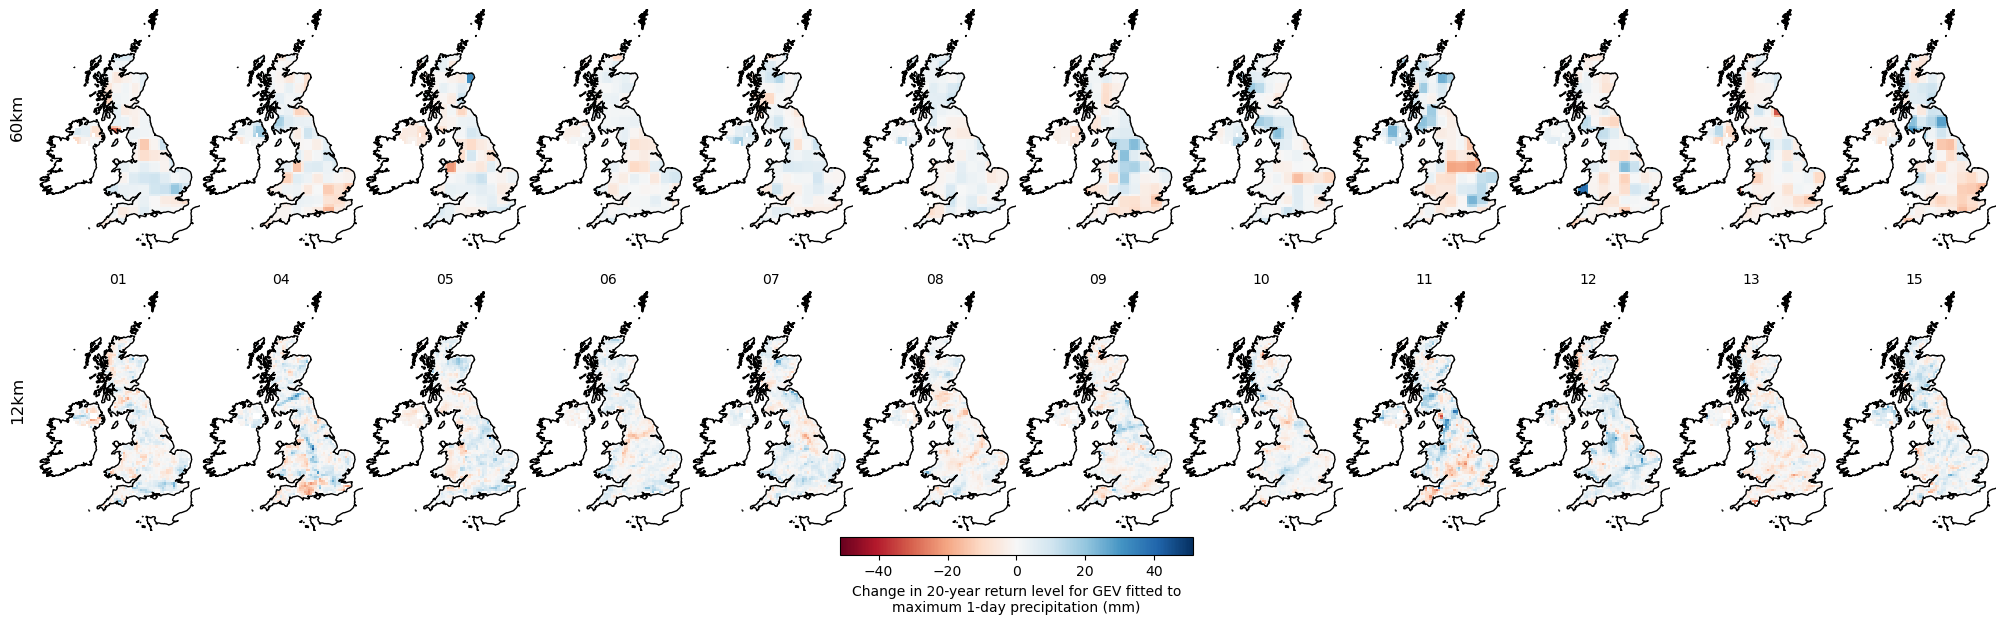 60km
01 04 05 06 07 08 09 10 11 12 13 15
12km
−40 −20 0 20 40
Change in 20-year return level for GEV fitted to
maximum 1-day precipitation (mm)